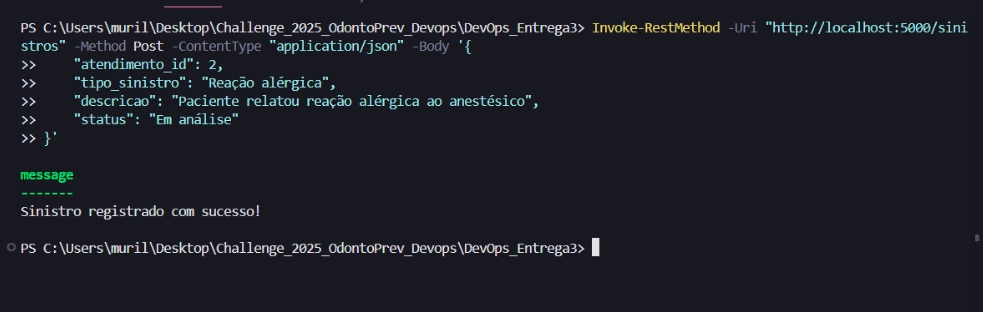 PS C:\Users\muril\Desktop\Challenge_2025_OdontoPrev_Devops\DevOps_Entrega3> Invoke-RestMethod -Uri "http://localhost:5000/sini
stros" -Method Post -ContentType "application/json" -Body '{
>>     "atendimento_id": 2,
>>     "tipo_sinistro": "Reação alérgica",
>>     "descricao": "Paciente relatou reação alérgica ao anestésico",
>>     "status": "Em análise"
>> }'
message
-------
Sinistro registrado com sucesso!
PS C:\Users\muril\Desktop\Challenge_2025_OdontoPrev_Devops\DevOps_Entrega3>